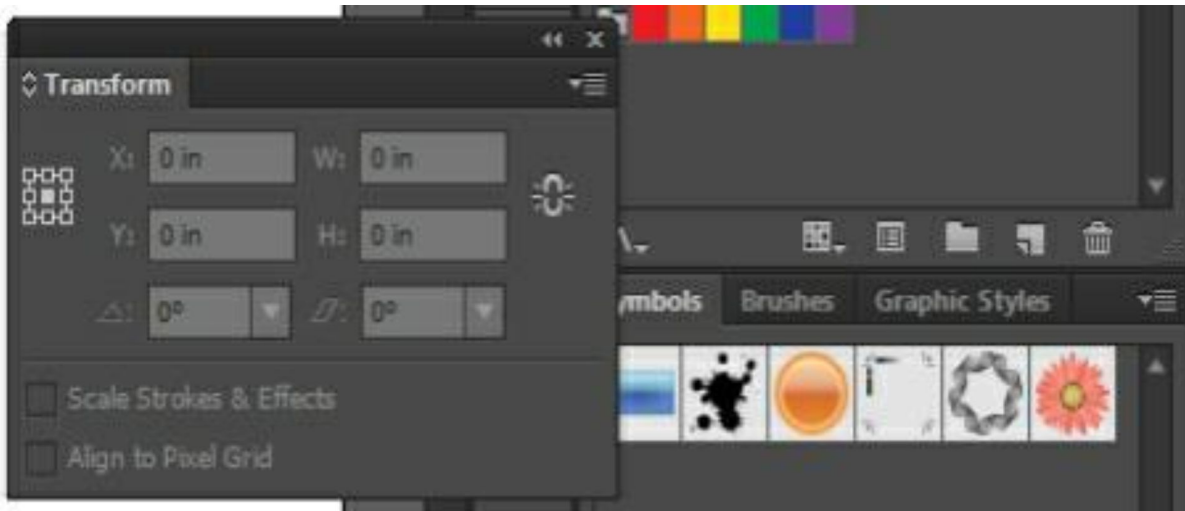 Transform
X: 0 in W: 0 in
Y: 0 in H: 0 in
0° 0°
Scale Strokes & Effects
Align to Pixel Grid
ymbols Brushes Graphic Styles